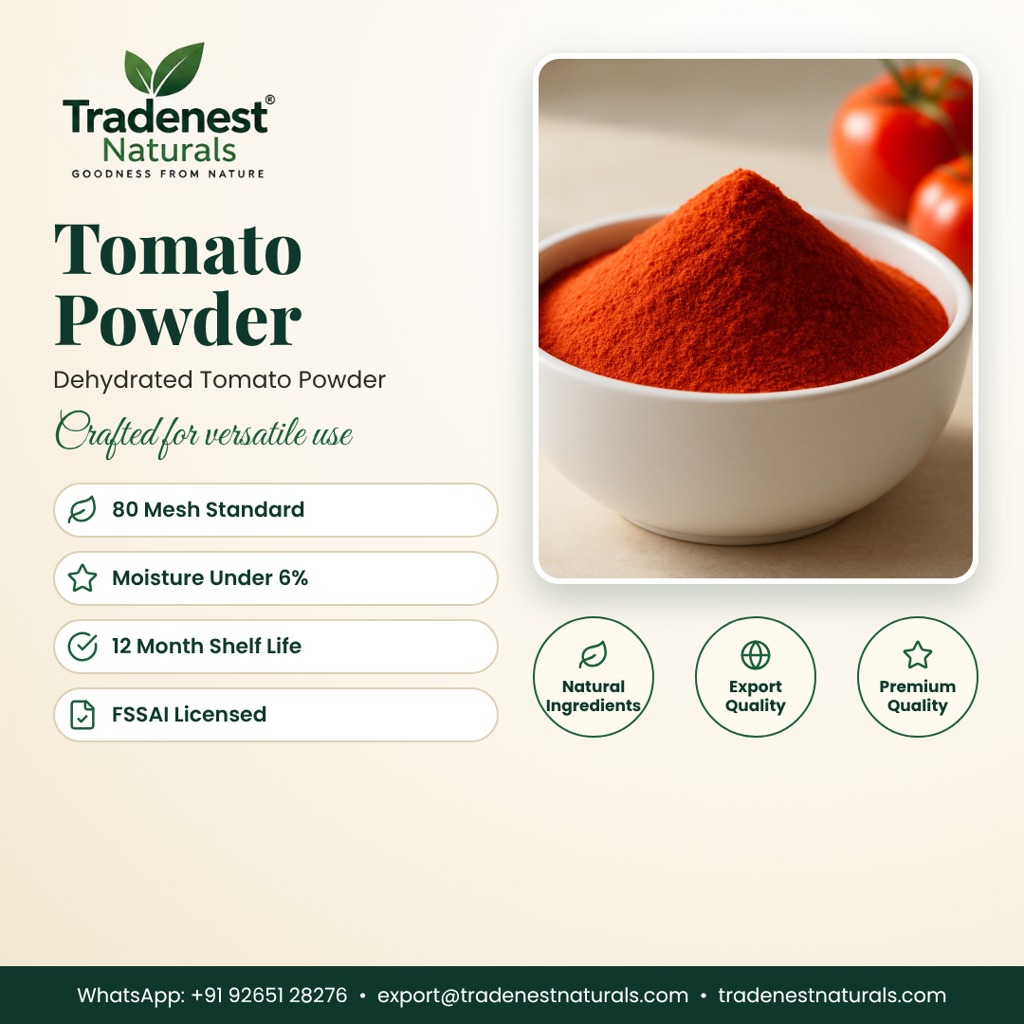 Tradenest®
Naturals
GOODNESS FROM NATURE
Tomato
Powder
Dehydrated Tomato Powder
Crafted for versatile use
80 Mesh Standard
Moisture Under 6%
12 Month Shelf Life
FSSAI Licensed
Natural
Ingredients
Export
Quality
Premium
Quality
WhatsApp: +91 92651 28276 • export@tradenestnaturals.com • tradenestnaturals.com